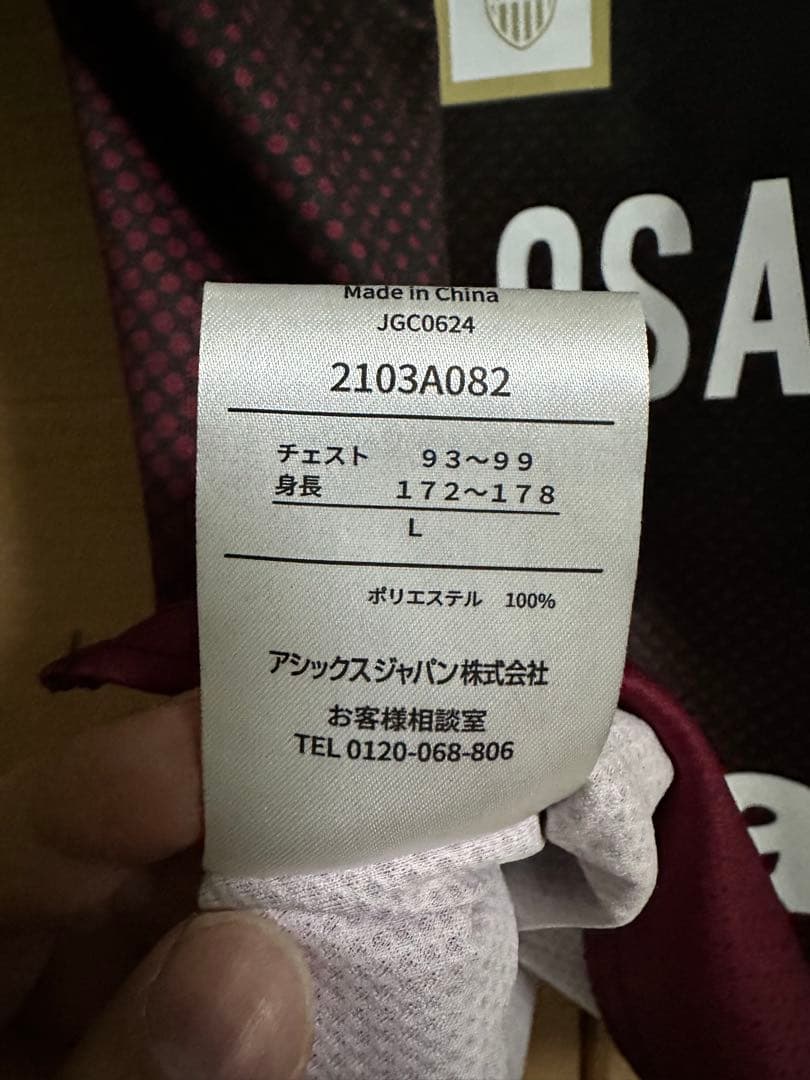 Made in China
JGC0624
2103A082
チェスト ９３～９９
身長 １７２～１７８
L
ポリエステル 100%
アシックスジャパン株式会社
お客様相談室
TEL 0120-068-806
SA